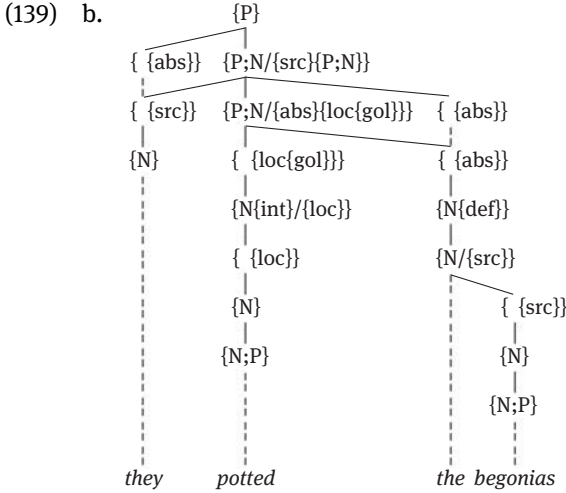 (139) b. {P}
{ {abs}} {P;N/{src}{P;N}}
{ {src}} {P;N/{abs}{loc{gol}}} { {abs}}
{N} { {loc{gol}}} { {abs}}
{N{int}/{loc}} {N{def}}
{ {loc}} {N/{src}}
{N} { {src}}
{N;P} {N}
{N;P}
they potted the begonias